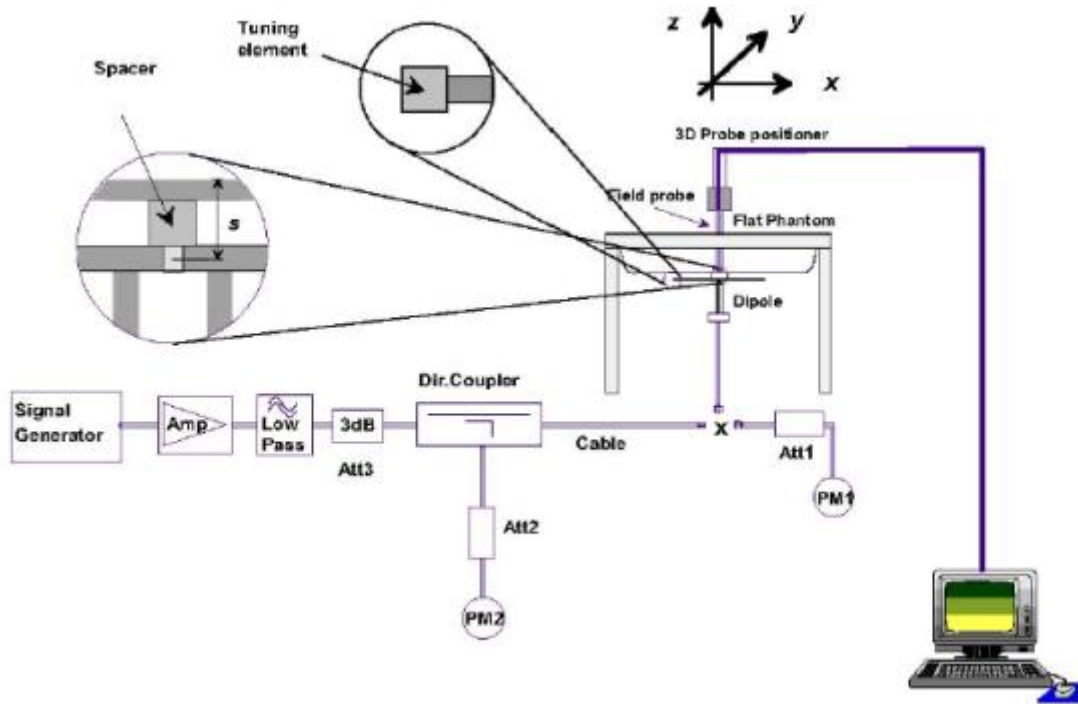 Tuning
element
Spacer
z
y
x
3D Probe positioner
Field probe
Flat Phantom
s
Dipole
Dir.Coupler
Signal
Generator
Amp
Low
Pass
3dB
Att3
Cable
x
Att1
PM1
Att2
PM2